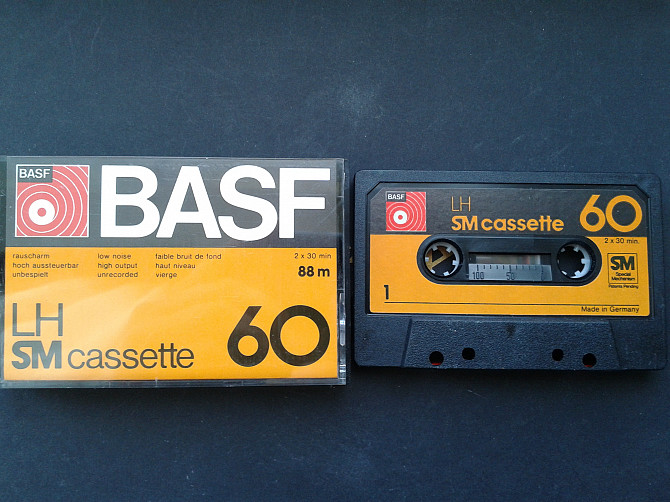 BASF
BASF
rauscharm
hoch aussteuerbar
unbespielt
low noise
high output
unrecorded
faible bruit de fond
haut niveau
vierge
2 x 30 min
88 m
LH
SM cassette
60
BASF
LH
SM cassette
60
2 x 30 min.
100 50
SM
Special
Mechanism
Patents Pending
1
Made in Germany